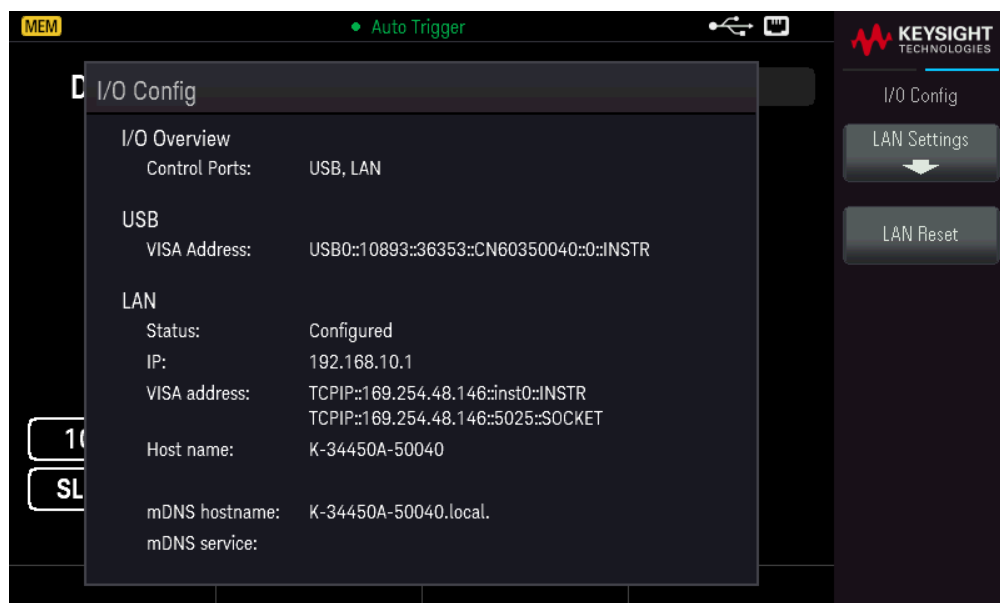 MEM
Auto Trigger
KEYSIGHT
TECHNOLOGIES
D
I/O Config
I/O Config
LAN Settings
LAN Reset
I/O Overview
Control Ports: USB, LAN
USB
VISA Address: USB0::10893::36353::CN60350040::0::INSTR
LAN
Status: Configured
IP: 192.168.10.1
VISA address: TCPIP::169.254.48.146::inst0::INSTR
TCPIP::169.254.48.146::5025::SOCKET
Host name: K-34450A-50040
mDNS hostname: K-34450A-50040.local.
mDNS service:
10
SL